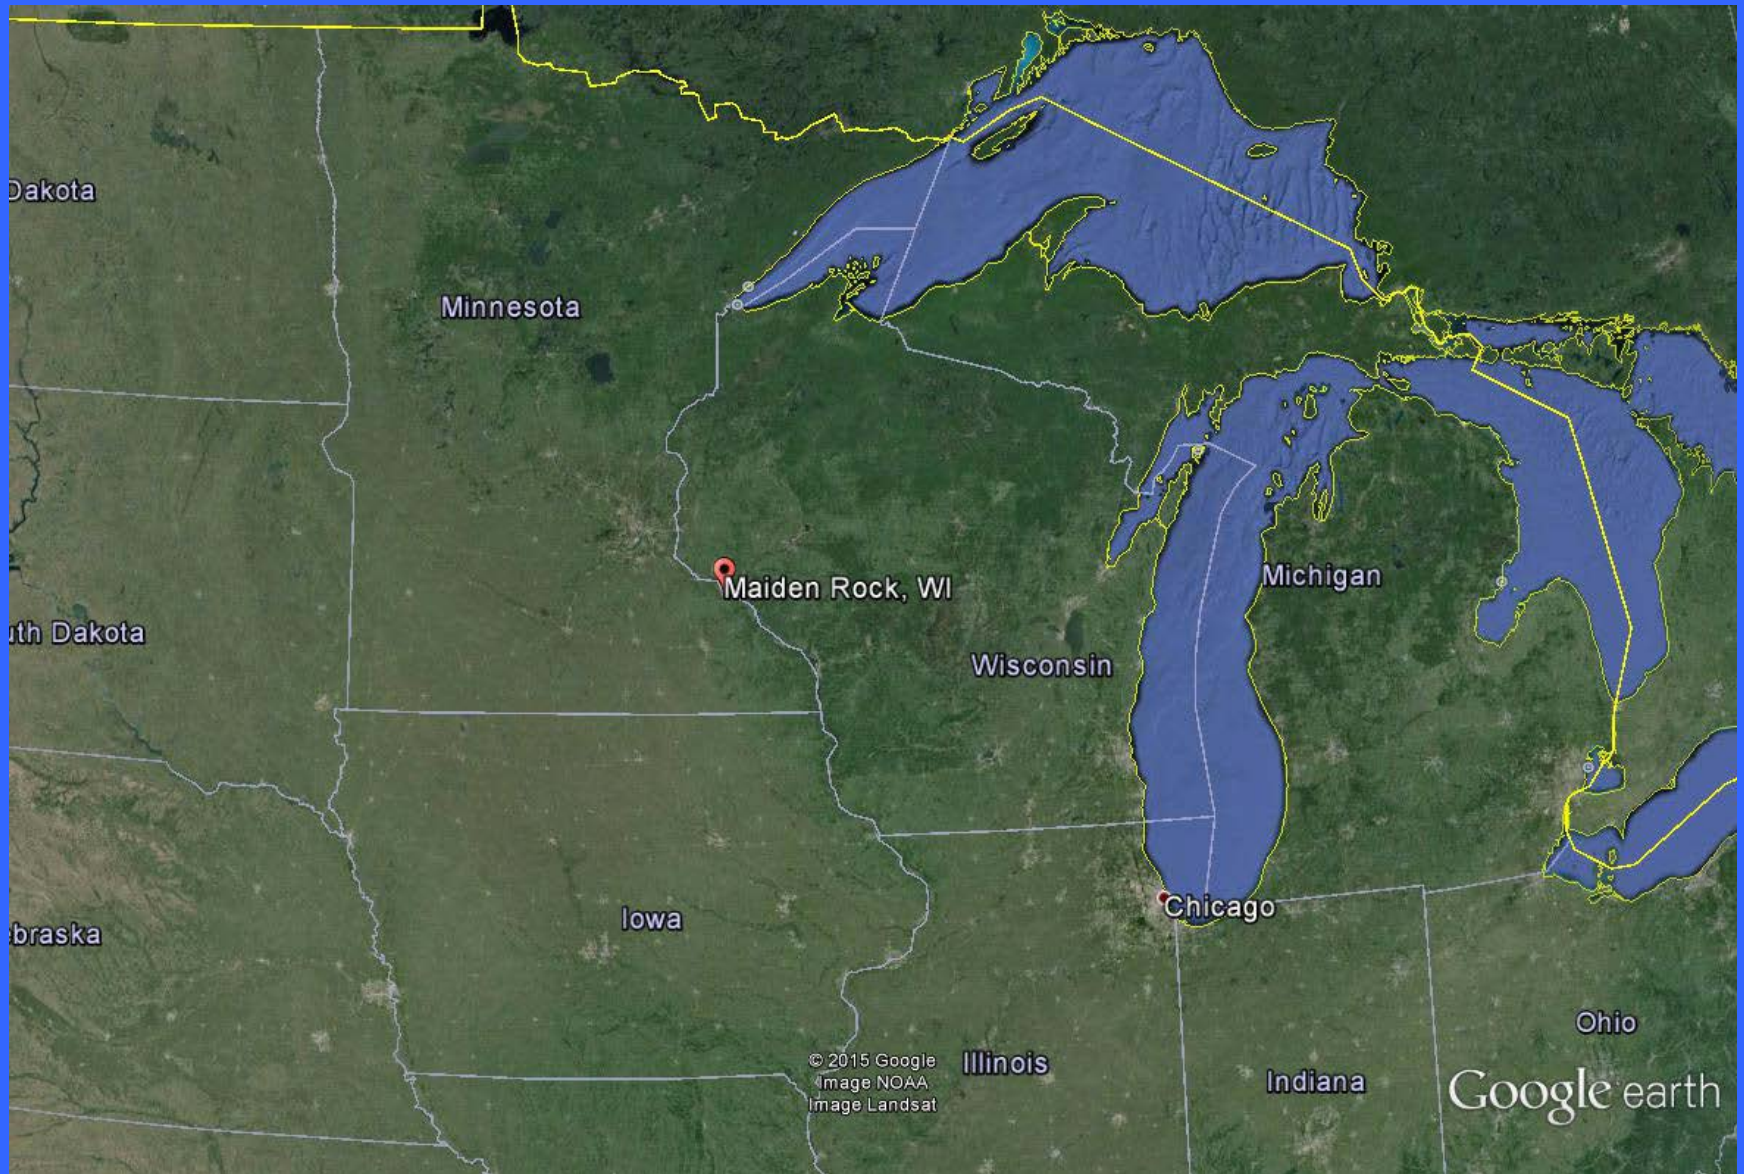 Dakota
Minnesota
Maiden Rock, WI
Michigan
uth Dakota
Wisconsin
Chicago
Iowa
ebraska
Ohio
© 2015 Google
Image NOAA
Image Landsat
Illinois
Indiana
Google earth